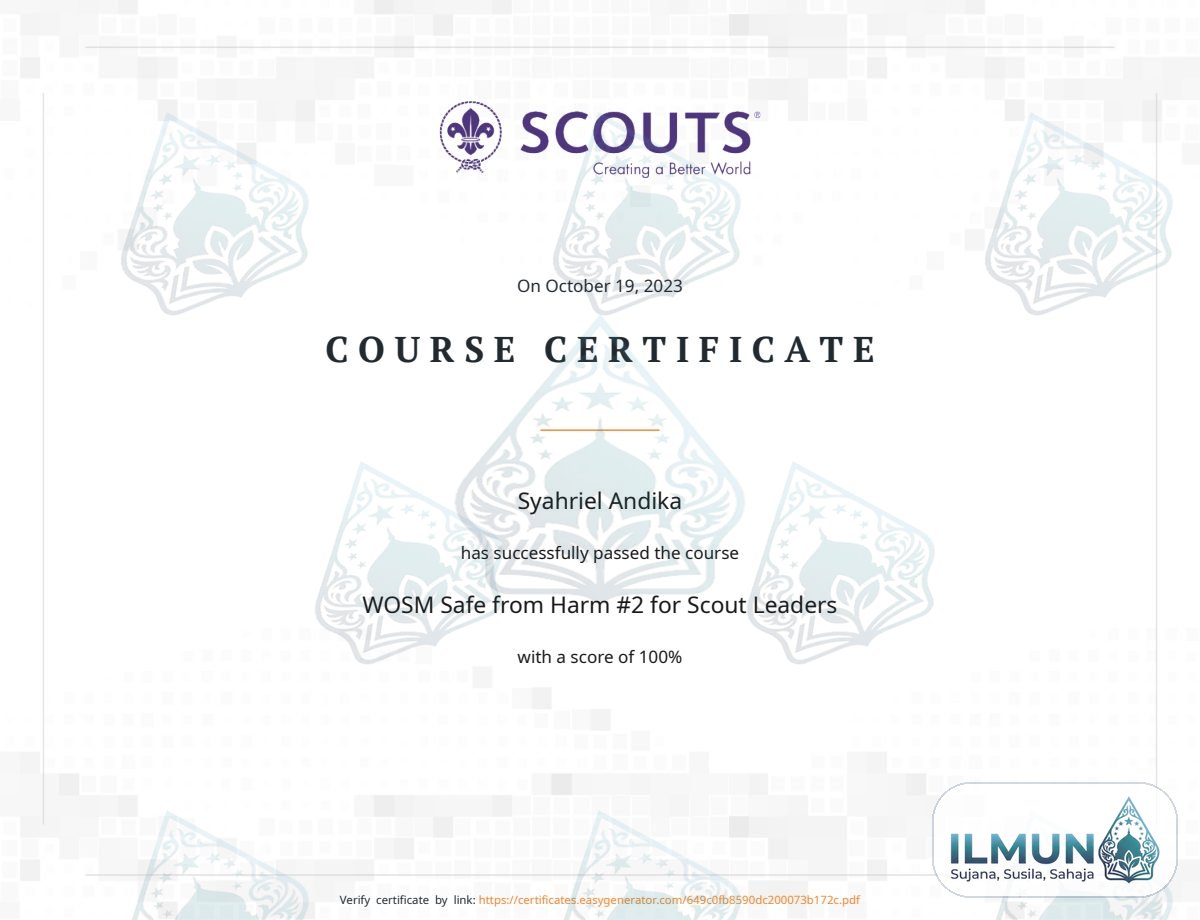 SCOUTS®
Creating a Better World
On October 19, 2023
COURSE CERTIFICATE
Syahriel Andika
has successfully passed the course
WOSM Safe from Harm #2 for Scout Leaders
with a score of 100%
ILMUN
Sujana, Susila, Sahaja
Verify certificate by link: https://certificates.easygenerator.com/649c0fb8590dc200073b172c.pdf